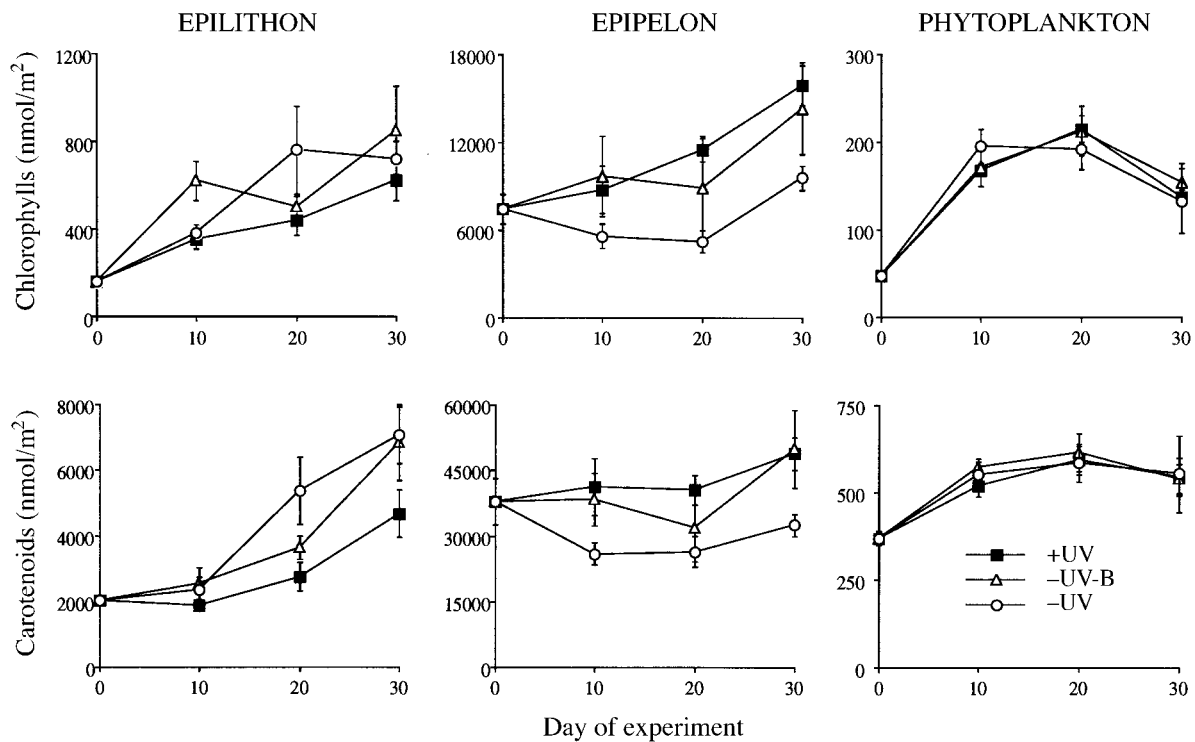 EPILITHON EPIPELON PHYTOPLANKTON
Chlorophylls (nmol/m²)
1200
800
400
0
0 10 20 30
18000
12000
6000
0
0 10 20 30
300
200
100
0
0 10 20 30
Carotenoids (nmol/m²)
8000
6000
4000
2000
0
0 10 20 30
60000
45000
30000
15000
0
0 10 20 30
750
500
250
0
0 10 20 30
+UV
−UV-B
−UV
Day of experiment